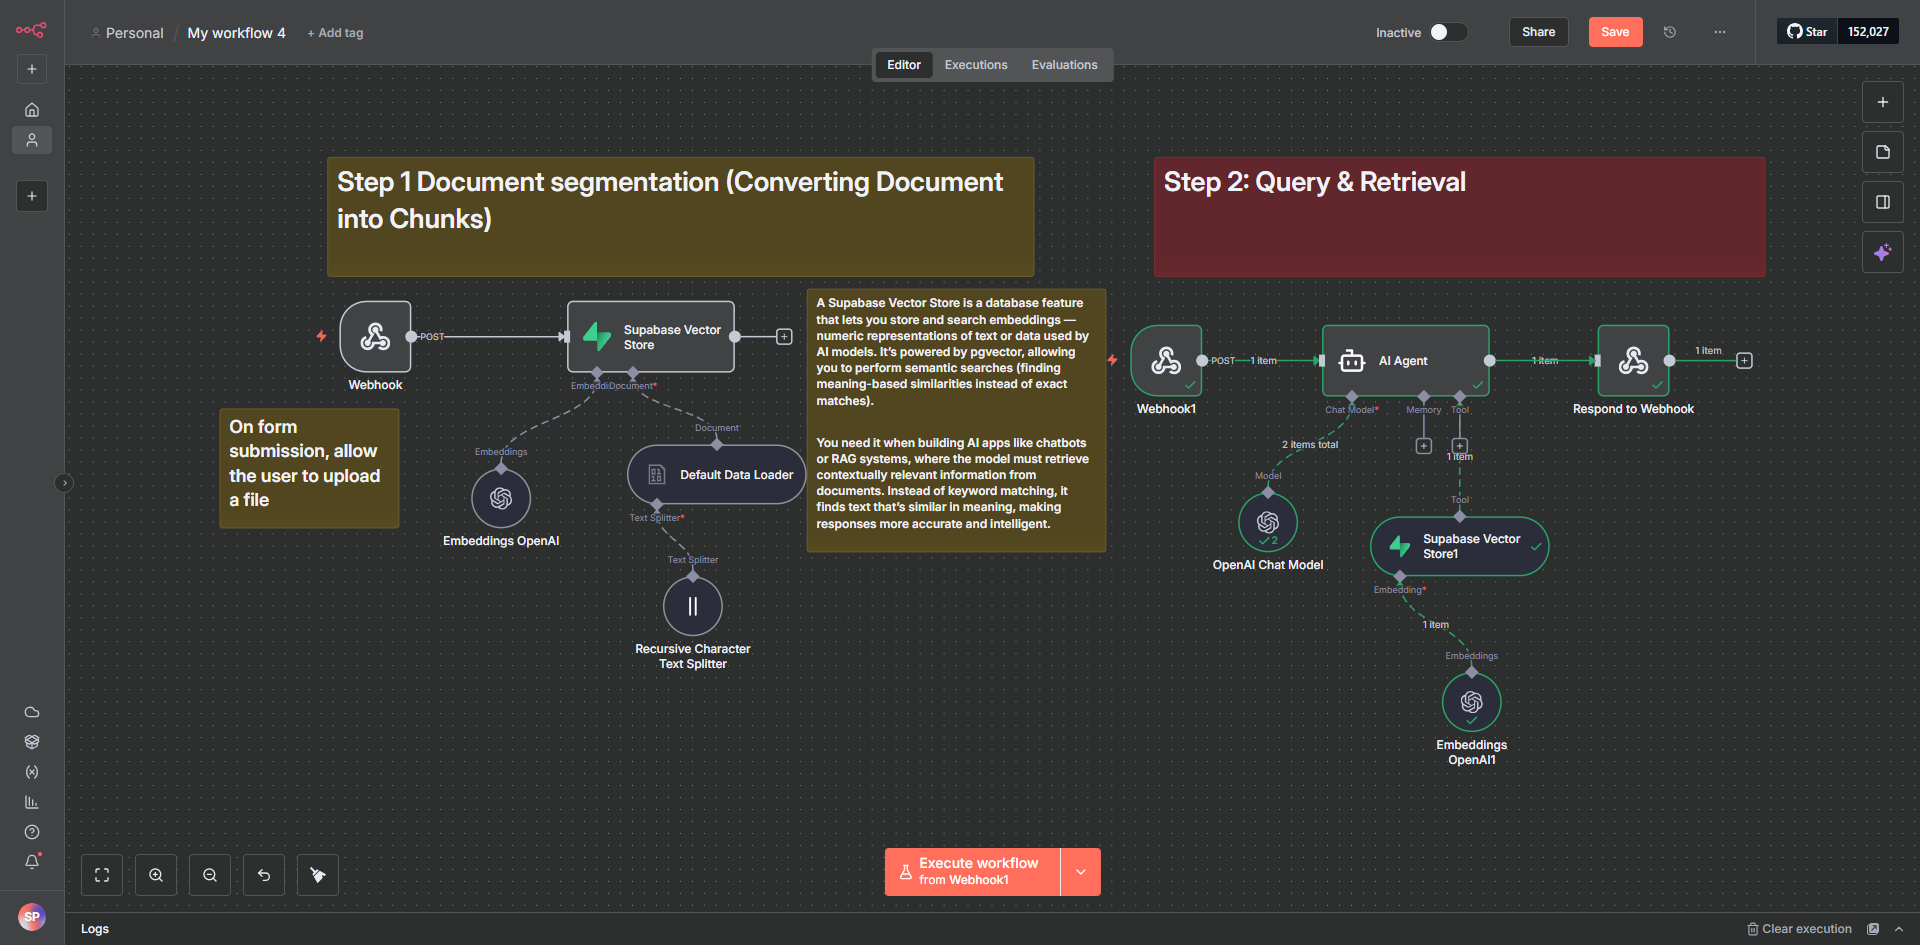 Personal / My workflow 4 + Add tag
Inactive
Share
Save
Star 152,027
Editor Executions Evaluations
Step 1 Document segmentation (Converting Document
into Chunks)
Step 2: Query & Retrieval
POST
Webhook
Supabase Vector
Store
Embeddi
Document*
On form
submission, allow
the user to upload
a file
Embeddings
Embeddings OpenAI
Document
Default Data Loader
Text Splitter*
Text Splitter
Recursive Character
Text Splitter
A Supabase Vector Store is a database feature
that lets you store and search embeddings —
numeric representations of text or data used by
AI models. It's powered by pgvector, allowing
you to perform semantic searches (finding
meaning-based similarities instead of exact
matches).
You need it when building AI apps like chatbots
or RAG systems, where the model must retrieve
contextually relevant information from
documents. Instead of keyword matching, it
finds text that's similar in meaning, making
responses more accurate and intelligent.
POST
1 item
Webhook1
AI Agent
1 item
1 item
Respond to Webhook
Chat Model*
Memory
Tool
2 items total
1 item
Model
2
OpenAI Chat Model
Tool
Supabase Vector
Store1
Embedding*
1 item
Embeddings
Embeddings
OpenAI1
Execute workflow
from Webhook1
SP
Logs
Clear execution